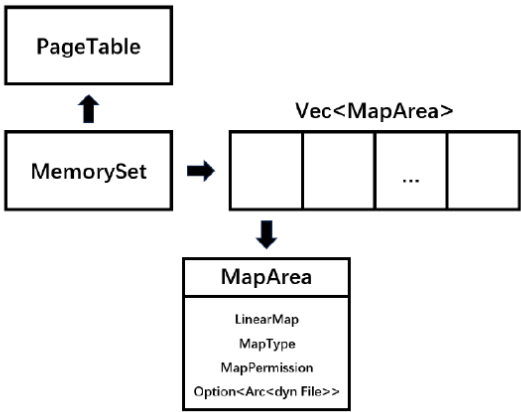 PageTable
Vec<MapArea>
MemorySet
...
MapArea
LinearMap
MapType
MapPermission
Option<Arc<dyn File>>